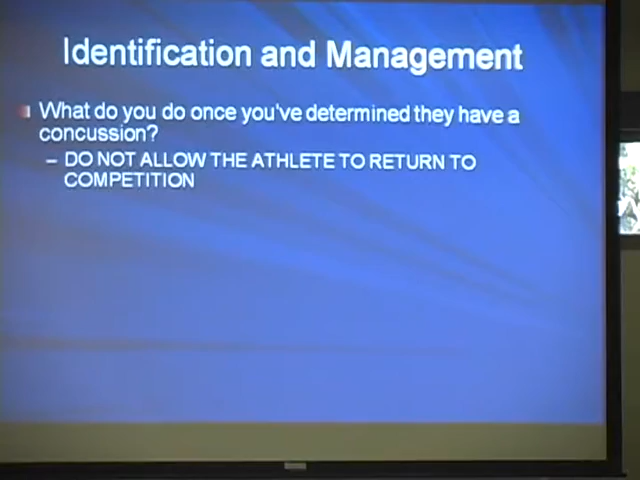 Identification and Management
What do you do once you've determined they have a
concussion?
– DO NOT ALLOW THE ATHLETE TO RETURN TO
COMPETITION